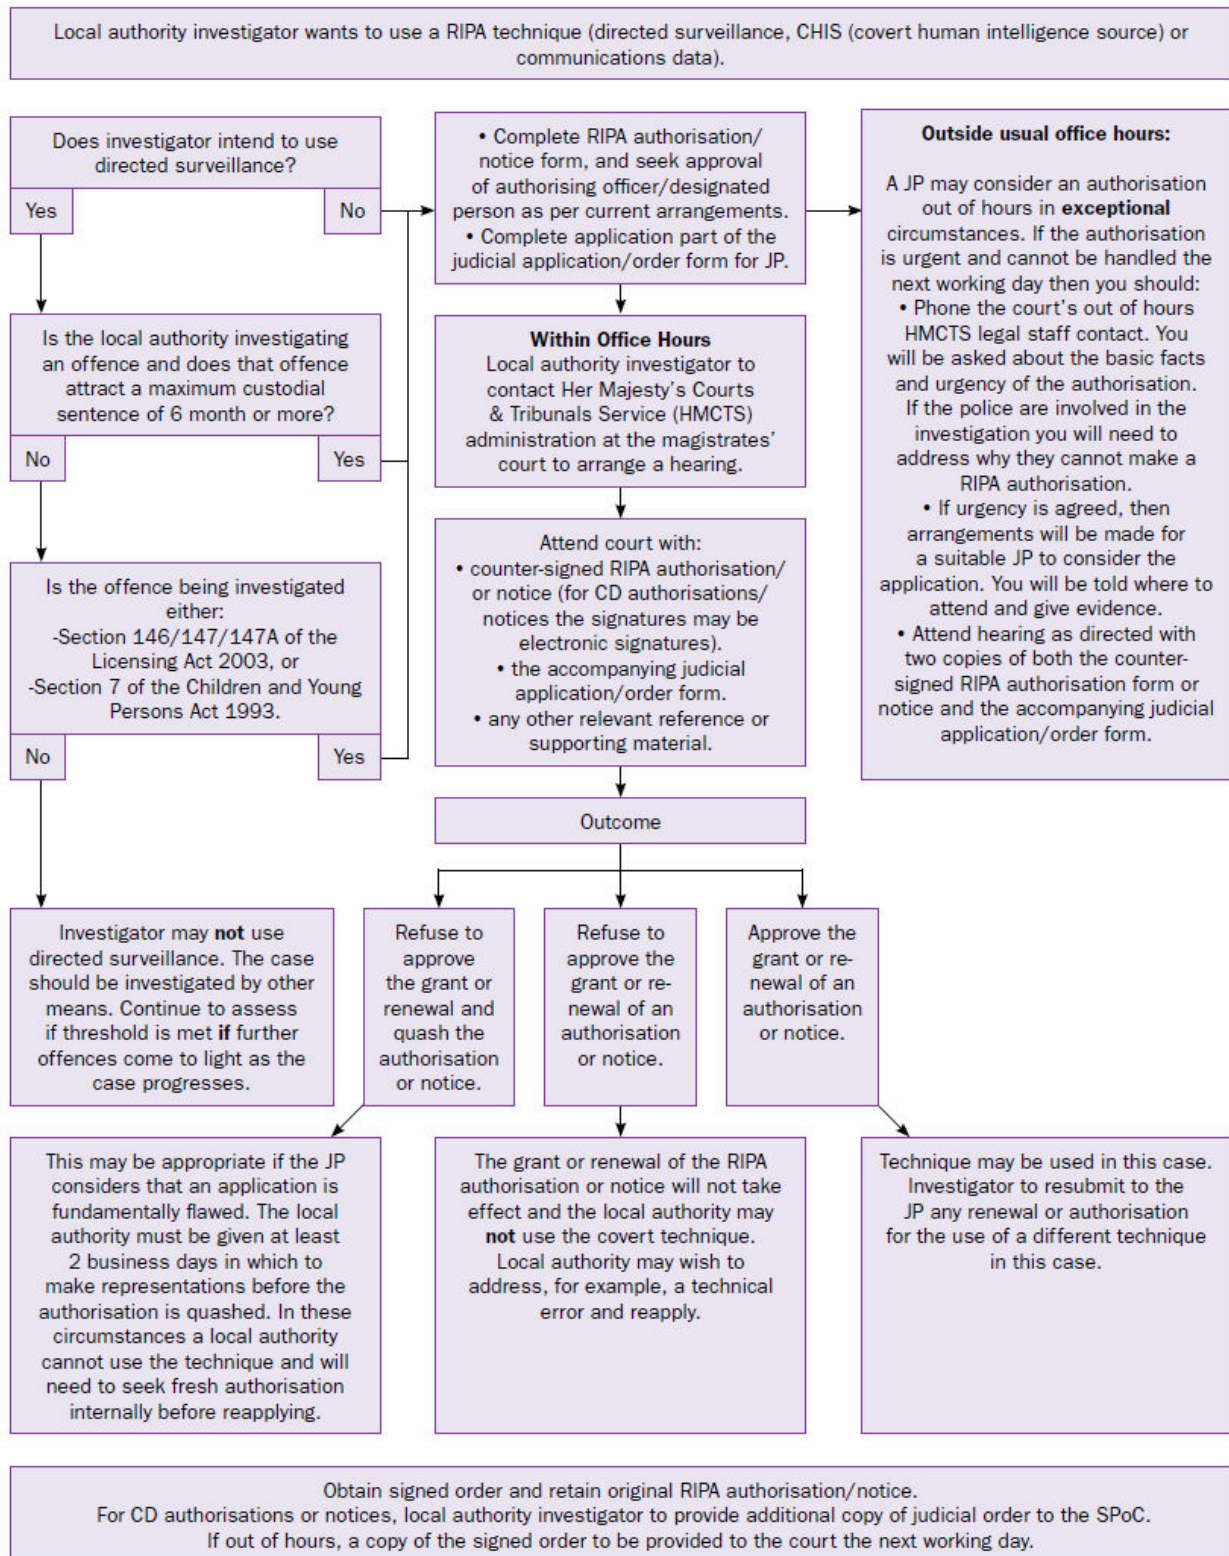 Local authority investigator wants to use a RIPA technique (directed surveillance, CHIS (covert human intelligence source) or
communications data).
Does investigator intend to use
directed surveillance?
Yes
No
Is the local authority investigating
an offence and does that offence
attract a maximum custodial
sentence of 6 month or more?
No
Yes
Is the offence being investigated
either:
-Section 146/147/147A of the
Licensing Act 2003, or
-Section 7 of the Children and Young
Persons Act 1993.
No
Yes
• Complete RIPA authorisation/
notice form, and seek approval
of authorising officer/designated
person as per current arrangements.
• Complete application part of the
judicial application/order form for JP.
Within Office Hours
Local authority investigator to
contact Her Majesty's Courts
& Tribunals Service (HMCTS)
administration at the magistrates'
court to arrange a hearing.
Attend court with:
• counter-signed RIPA authorisation/
or notice (for CD authorisations/
notices the signatures may be
electronic signatures).
• the accompanying judicial
application/order form.
• any other relevant reference or
supporting material.
Outside usual office hours:
A JP may consider an authorisation
out of hours in exceptional
circumstances. If the authorisation
is urgent and cannot be handled the
next working day then you should:
• Phone the court's out of hours
HMCTS legal staff contact. You
will be asked about the basic facts
and urgency of the authorisation.
If the police are involved in the
investigation you will need to
address why they cannot make a
RIPA authorisation.
• If urgency is agreed, then
arrangements will be made for
a suitable JP to consider the
application. You will be told where to
attend and give evidence.
• Attend hearing as directed with
two copies of both the counter-
signed RIPA authorisation form or
notice and the accompanying judicial
application/order form.
Outcome
Investigator may not use
directed surveillance. The case
should be investigated by other
means. Continue to assess
if threshold is met if further
offences come to light as the
case progresses.
Refuse to
approve
the grant or
renewal and
quash the
authorisation
or notice.
Refuse to
approve the
grant or re-
newal of an
authorisation
or notice.
Approve the
grant or re-
newal of an
authorisation
or notice.
This may be appropriate if the JP
considers that an application is
fundamentally flawed. The local
authority must be given at least
2 business days in which to
make representations before the
authorisation is quashed. In these
circumstances a local authority
cannot use the technique and will
need to seek fresh authorisation
internally before reapplying.
The grant or renewal of the RIPA
authorisation or notice will not take
effect and the local authority may
not use the covert technique.
Local authority may wish to
address, for example, a technical
error and reapply.
Technique may be used in this case.
Investigator to resubmit to the
JP any renewal or authorisation
for the use of a different technique
in this case.
Obtain signed order and retain original RIPA authorisation/notice.
For CD authorisations or notices, local authority investigator to provide additional copy of judicial order to the SPoC.
If out of hours, a copy of the signed order to be provided to the court the next working day.